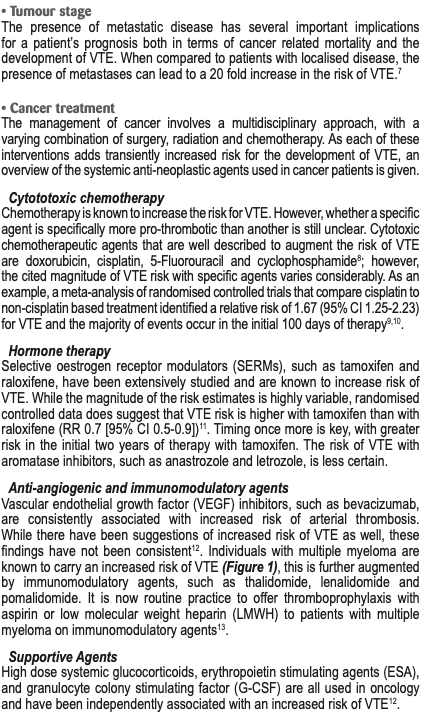 • Tumour stage
The presence of metastatic disease has several important implications
for a patient's prognosis both in terms of cancer related mortality and the
development of VTE. When compared to patients with localised disease, the
presence of metastases can lead to a 20 fold increase in the risk of VTE.⁷
• Cancer treatment
The management of cancer involves a multidisciplinary approach, with a
varying combination of surgery, radiation and chemotherapy. As each of these
interventions adds transiently increased risk for the development of VTE, an
overview of the systemic anti-neoplastic agents used in cancer patients is given.
Cytototoxic chemotherapy
Chemotherapy is known to increase the risk for VTE. However, whether a specific
agent is specifically more pro-thrombotic than another is still unclear. Cytotoxic
chemotherapeutic agents that are well described to augment the risk of VTE
are doxorubicin, cisplatin, 5-Fluorouracil and cyclophosphamide⁸; however,
the cited magnitude of VTE risk with specific agents varies considerably. As an
example, a meta-analysis of randomised controlled trials that compare cisplatin to
non-cisplatin based treatment identified a relative risk of 1.67 (95% CI 1.25-2.23)
for VTE and the majority of events occur in the initial 100 days of therapy⁹,¹⁰.
Hormone therapy
Selective oestrogen receptor modulators (SERMs), such as tamoxifen and
raloxifene, have been extensively studied and are known to increase risk of
VTE. While the magnitude of the risk estimates is highly variable, randomised
controlled data does suggest that VTE risk is higher with tamoxifen than with
raloxifene (RR 0.7 [95% CI 0.5-0.9])¹¹. Timing once more is key, with greater
risk in the initial two years of therapy with tamoxifen. The risk of VTE with
aromatase inhibitors, such as anastrozole and letrozole, is less certain.
Anti-angiogenic and immunomodulatory agents
Vascular endothelial growth factor (VEGF) inhibitors, such as bevacizumab,
are consistently associated with increased risk of arterial thrombosis.
While there have been suggestions of increased risk of VTE as well, these
findings have not been consistent¹². Individuals with multiple myeloma are
known to carry an increased risk of VTE (Figure 1), this is further augmented
by immunomodulatory agents, such as thalidomide, lenalidomide and
pomalidomide. It is now routine practice to offer thromboprophylaxis with
aspirin or low molecular weight heparin (LMWH) to patients with multiple
myeloma on immunomodulatory agents¹³.
Supportive Agents
High dose systemic glucocorticoids, erythropoietin stimulating agents (ESA),
and granulocyte colony stimulating factor (G-CSF) are all used in oncology
and have been independently associated with an increased risk of VTE¹².